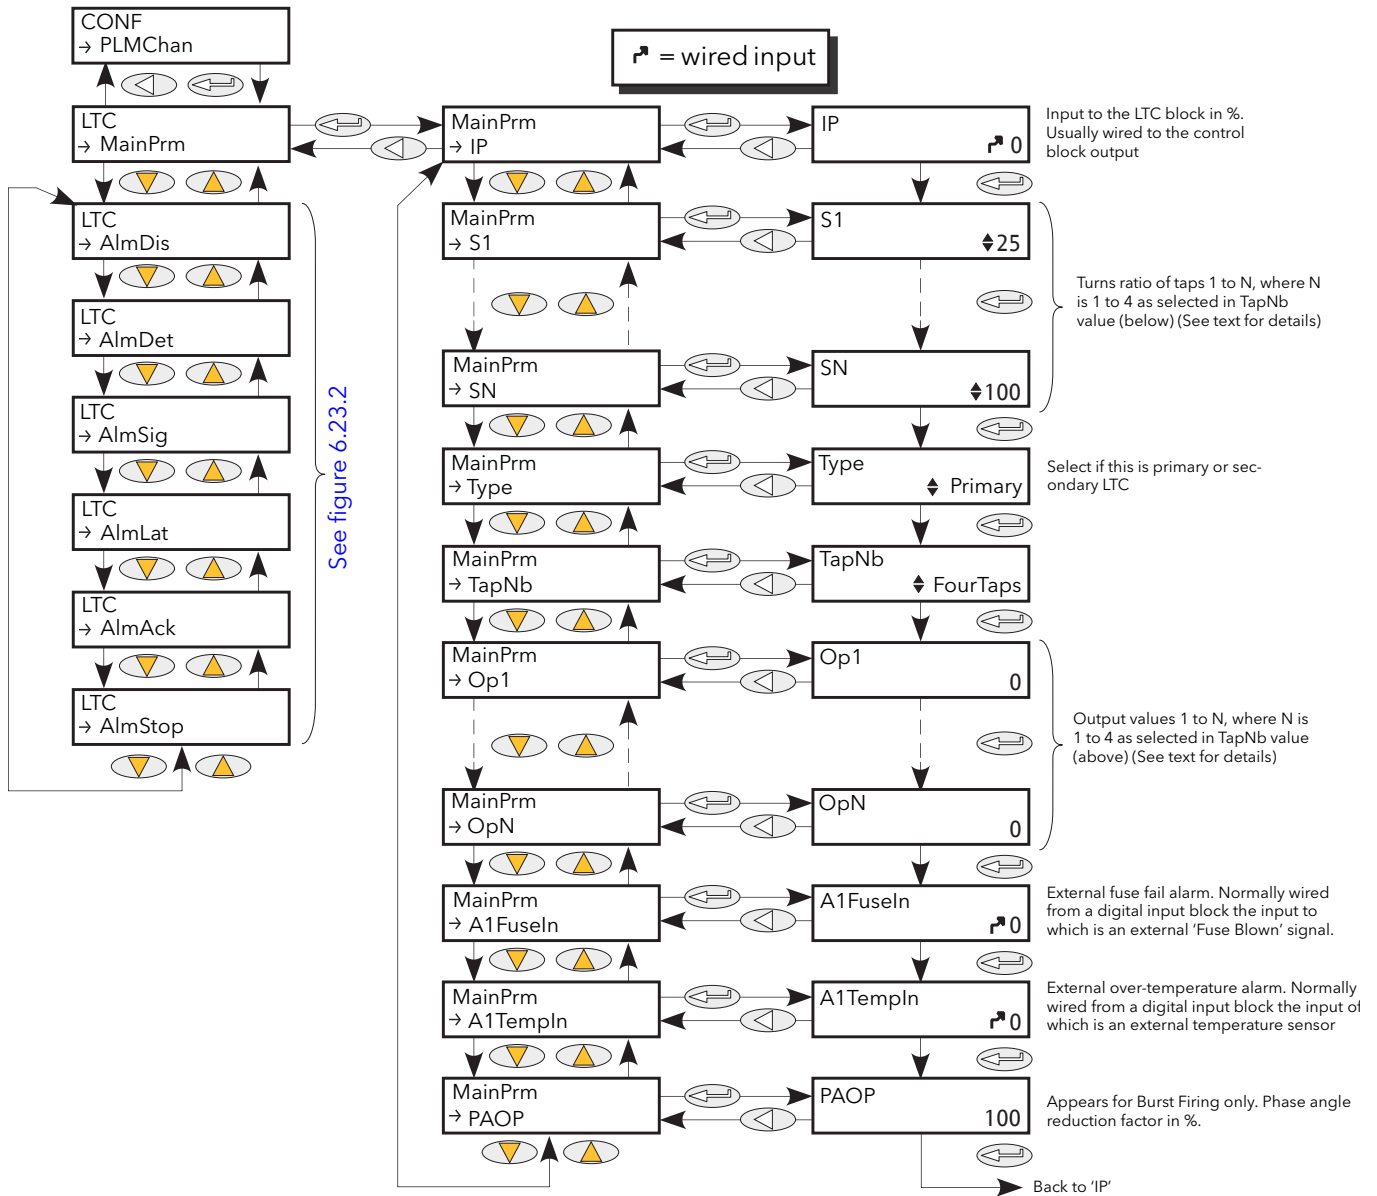 CONF
→ PLMChan
= wired input
LTC
→ MainPrm
LTC
→ AlmDis
LTC
→ AlmDet
LTC
→ AlmSig
LTC
→ AlmLat
LTC
→ AlmAck
LTC
→ AlmStop
See figure 6.23.2
MainPrm
→ IP
IP
0
Input to the LTC block in %.
Usually wired to the control
block output
MainPrm
→ S1
S1
25
MainPrm
→ SN
SN
100
Turns ratio of taps 1 to N, where N
is 1 to 4 as selected in TapNb
value (below) (See text for details)
MainPrm
→ Type
Type
Primary
Select if this is primary or sec-
ondary LTC
MainPrm
→ TapNb
TapNb
FourTaps
MainPrm
→ Op1
Op1
0
MainPrm
→ OpN
OpN
0
Output values 1 to N, where N is
1 to 4 as selected in TapNb value
(above) (See text for details)
MainPrm
→ A1FuseIn
A1FuseIn
0
External fuse fail alarm. Normally wired
from a digital input block the input to
which is an external 'Fuse Blown' signal.
MainPrm
→ A1TempIn
A1TempIn
0
External over-temperature alarm. Normally
wired from a digital input block the input of
which is an external temperature sensor
MainPrm
→ PAOP
PAOP
100
Appears for Burst Firing only. Phase angle
reduction factor in %.
Back to 'IP'